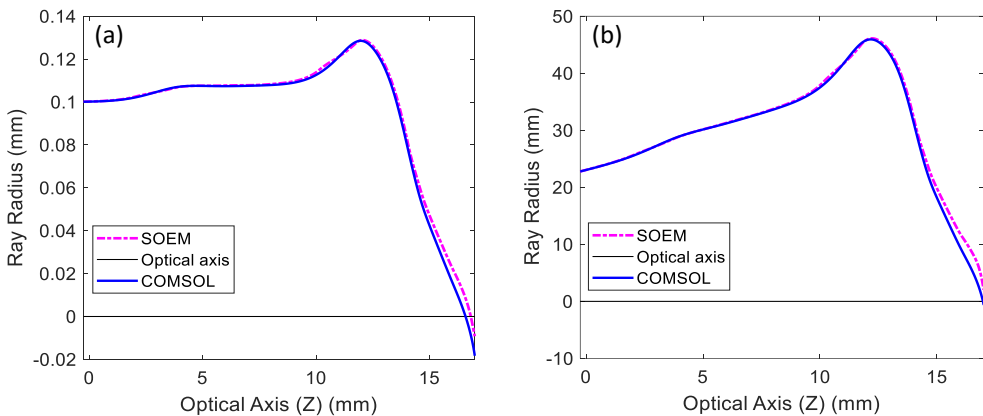 (a)
0.14
0.12
0.1
0.08
0.06
0.04
0.02
0
-0.02
Ray Radius (mm)
SOEM
Optical axis
COMSOL
0 5 10 15
Optical Axis (Z) (mm)
(b)
50
40
30
20
10
0
-10
Ray Radius (mm)
SOEM
Optical axis
COMSOL
0 5 10 15
Optical Axis (Z) (mm)